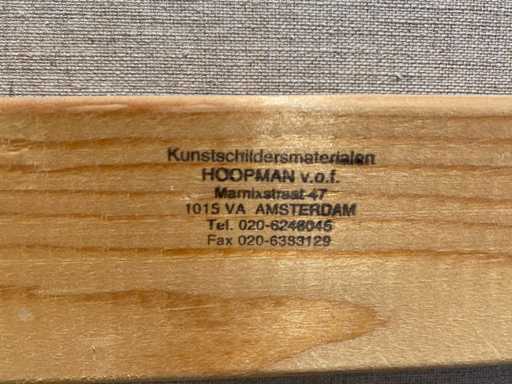 Kunstschildersmaterialen
HOOPMAN v.o.f.
Marnixstraat 47
1015 VA AMSTERDAM
Tel. 020-6248045
Fax 020-6383129